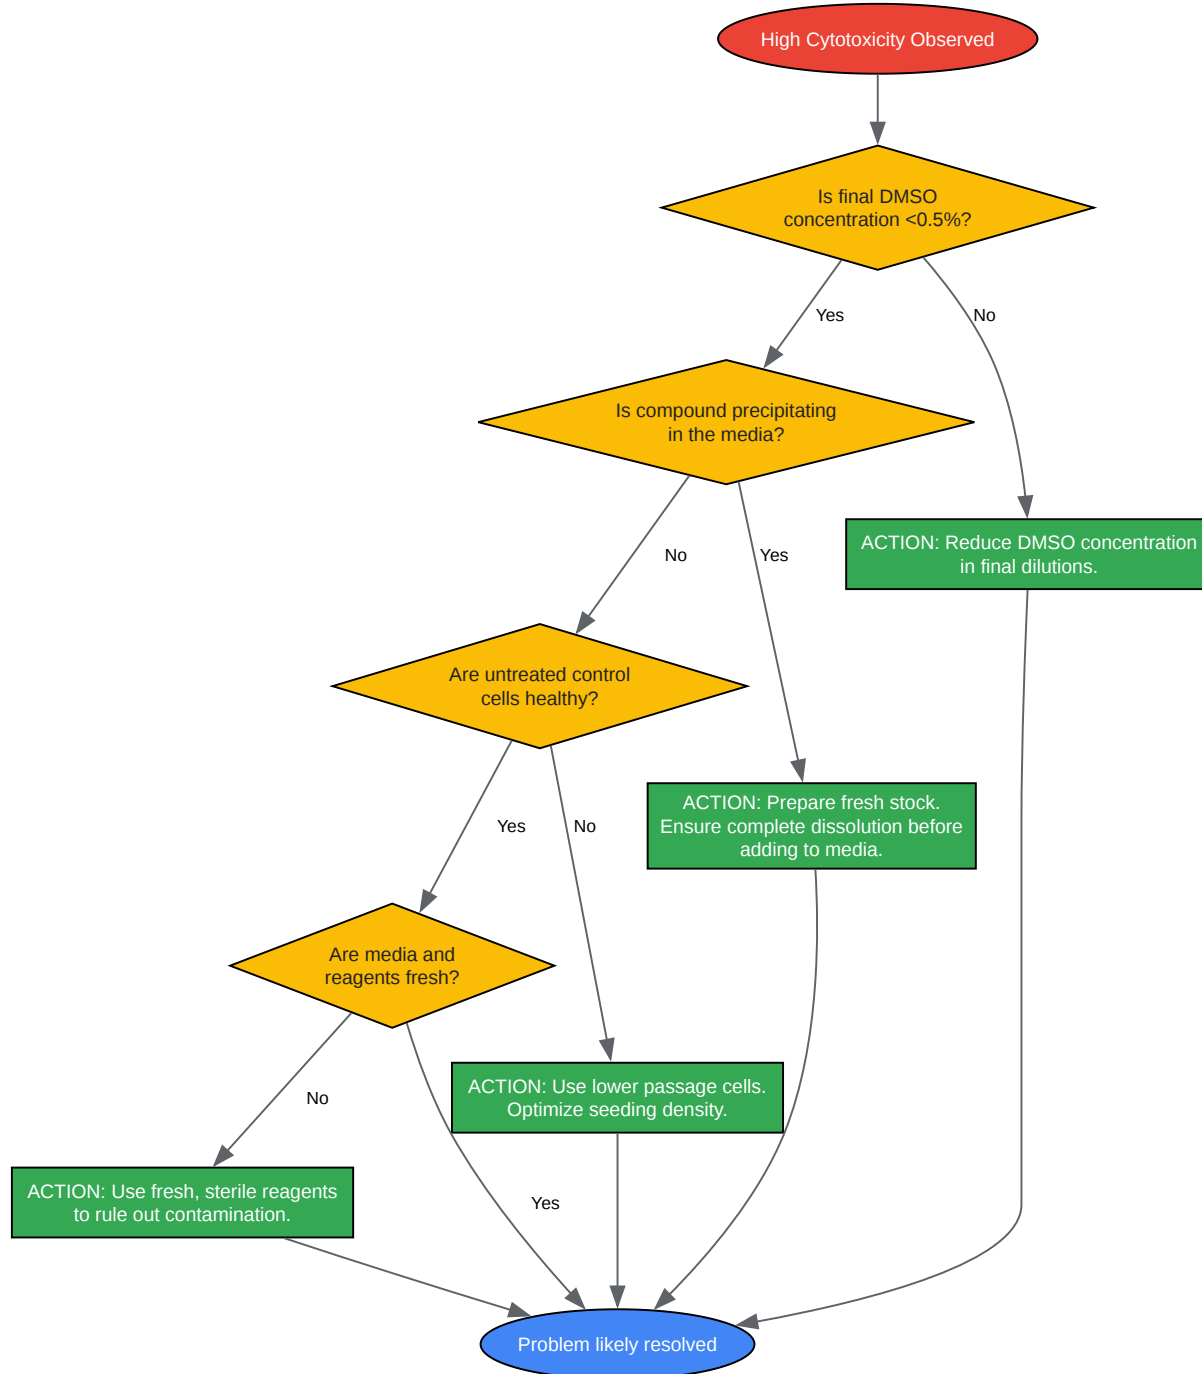 High Cytotoxicity Observed
Is final DMSO
concentration <0.5%?
Yes
No
Is compound precipitating
in the media?
ACTION: Reduce DMSO concentration
in final dilutions.
No
Yes
Are untreated control
cells healthy?
ACTION: Prepare fresh stock.
Ensure complete dissolution before
adding to media.
Yes
No
Are media and
reagents fresh?
ACTION: Use lower passage cells.
Optimize seeding density.
No
ACTION: Use fresh, sterile reagents
to rule out contamination.
Yes
Problem likely resolved